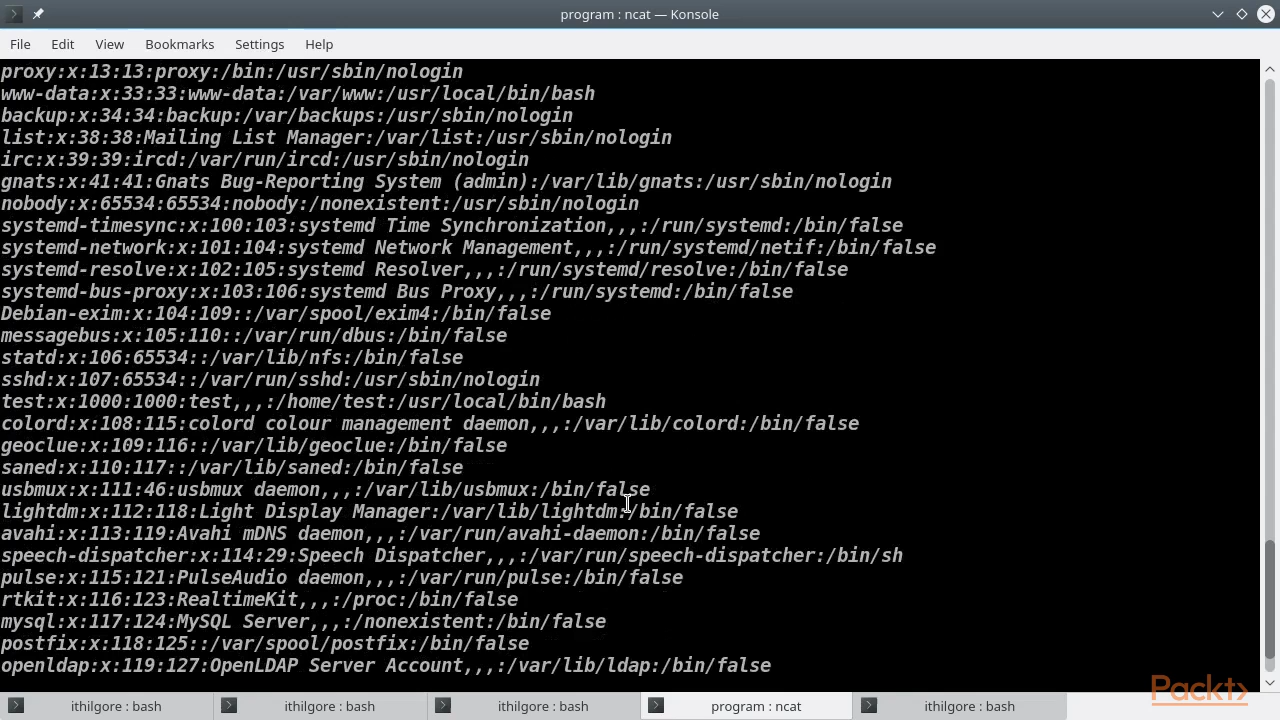 program : ncat — Konsole
File Edit View Bookmarks Settings Help
proxy:x:13:13:proxy:/bin:/usr/sbin/nologin
www-data:x:33:33:www-data:/var/www:/usr/local/bin/bash
backup:x:34:34:backup:/var/backups:/usr/sbin/nologin
list:x:38:38:Mailing List Manager:/var/list:/usr/sbin/nologin
irc:x:39:39:ircd:/var/run/ircd:/usr/sbin/nologin
gnats:x:41:41:Gnats Bug-Reporting System (admin):/var/lib/gnats:/usr/sbin/nologin
nobody:x:65534:65534:nobody:/nonexistent:/usr/sbin/nologin
systemd-timesync:x:100:103:systemd Time Synchronization,,,:/run/systemd:/bin/false
systemd-network:x:101:104:systemd Network Management,,,:/run/systemd/netif:/bin/false
systemd-resolve:x:102:105:systemd Resolver,,,:/run/systemd/resolve:/bin/false
systemd-bus-proxy:x:103:106:systemd Bus Proxy,,,:/run/systemd:/bin/false
Debian-exim:x:104:109::/var/spool/exim4:/bin/false
messagebus:x:105:110::/var/run/dbus:/bin/false
statd:x:106:65534::/var/lib/nfs:/bin/false
sshd:x:107:65534::/var/run/sshd:/usr/sbin/nologin
test:x:1000:1000:test,,,:/home/test:/usr/local/bin/bash
colord:x:108:115:colord colour management daemon,,,:/var/lib/colord:/bin/false
geoclue:x:109:116::/var/lib/geoclue:/bin/false
saned:x:110:117::/var/lib/saned:/bin/false
usbmux:x:111:46:usbmux daemon,,,:/var/lib/usbmux:/bin/false
lightdm:x:112:118:Light Display Manager:/var/lib/lightdm:/bin/false
avahi:x:113:119:Avahi mDNS daemon,,,:/var/run/avahi-daemon:/bin/false
speech-dispatcher:x:114:29:Speech Dispatcher,,,:/var/run/speech-dispatcher:/bin/sh
pulse:x:115:121:PulseAudio daemon,,,:/var/run/pulse:/bin/false
rtkit:x:116:123:RealtimeKit,,,:/proc:/bin/false
mysql:x:117:124:MySQL Server,,,:/nonexistent:/bin/false
postfix:x:118:125::/var/spool/postfix:/bin/false
openldap:x:119:127:OpenLDAP Server Account,,,:/var/lib/ldap:/bin/false
Packt>
ithilgore : bash ithilgore : bash ithilgore : bash program : ncat ithilgore : bash